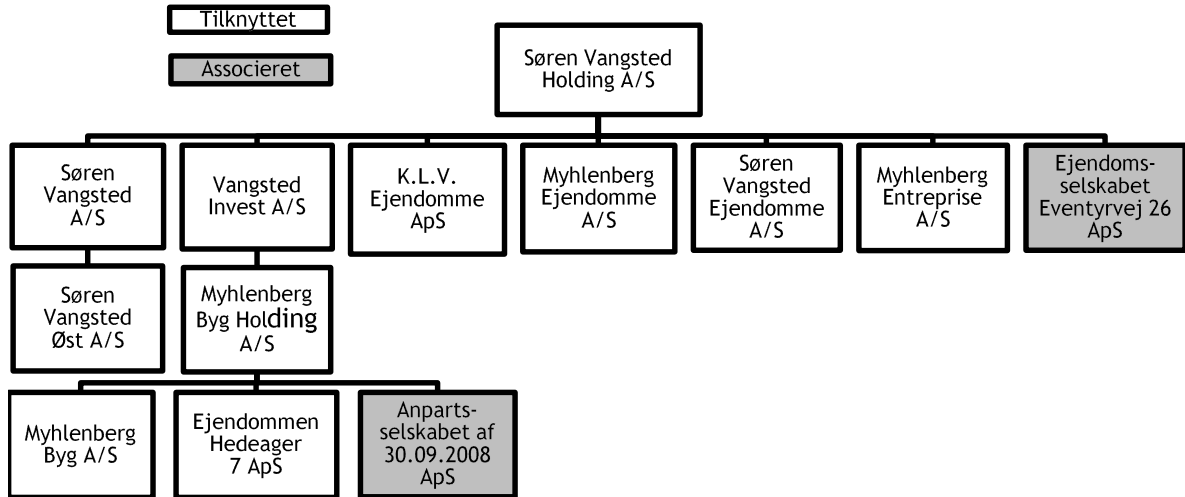 Tilknyttet
Associeret
Søren Vangsted
Holding A/S
Søren
Vangsted
A/S
Vangsted
Invest A/S
K.L.V.
Ejendomme
ApS
Myhlenberg
Ejendomme
A/S
Søren
Vangsted
Ejendomme
A/S
Myhlenberg
Entreprise
A/S
Ejendoms-
selskabet
Eventyrvej 26
ApS
Søren
Vangsted
Øst A/S
Myhlenberg
Byg Holding
A/S
Myhlenberg
Byg A/S
Ejendommen
Hedeager
7 ApS
Anparts-
selskabet af
30.09.2008
ApS